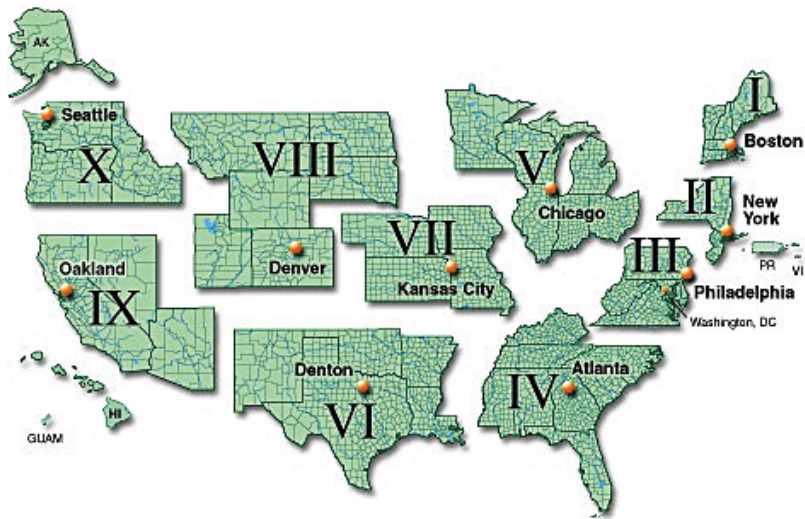 AK
Seattle
X
VIII
V
I
Boston
II
New
York
Chicago
VII
III
PR
VI
Oakland
IX
Denver
Kansas City
Philadelphia
Washington, DC
Denton
VI
IV
Atlanta
HI
GUAM